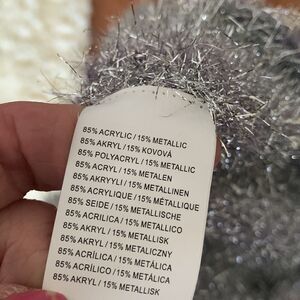 85% ACRYLIC / 15% METALLIC
85% AKRYL / 15% KOVOVÁ
85% POLYACRYL / 15% METALLIC
85% ACRYL / 15% METALEN
85% AKRYYLI / 15% METALLINEN
85% ACRYLIQUE / 15% MÉTALLIQUE
85% SEIDE / 15% METALLISCHE
85% ACRILICA / 15% METALLICO
85% AKRYL / 15% METALLISK
85% AKRYL / 15% METALICZNY
85% ACRÍLICA / 15% METÁLICA
85% ACRÍLICO / 15% METÁLICA
85% AKRYL / 15% METALLISK